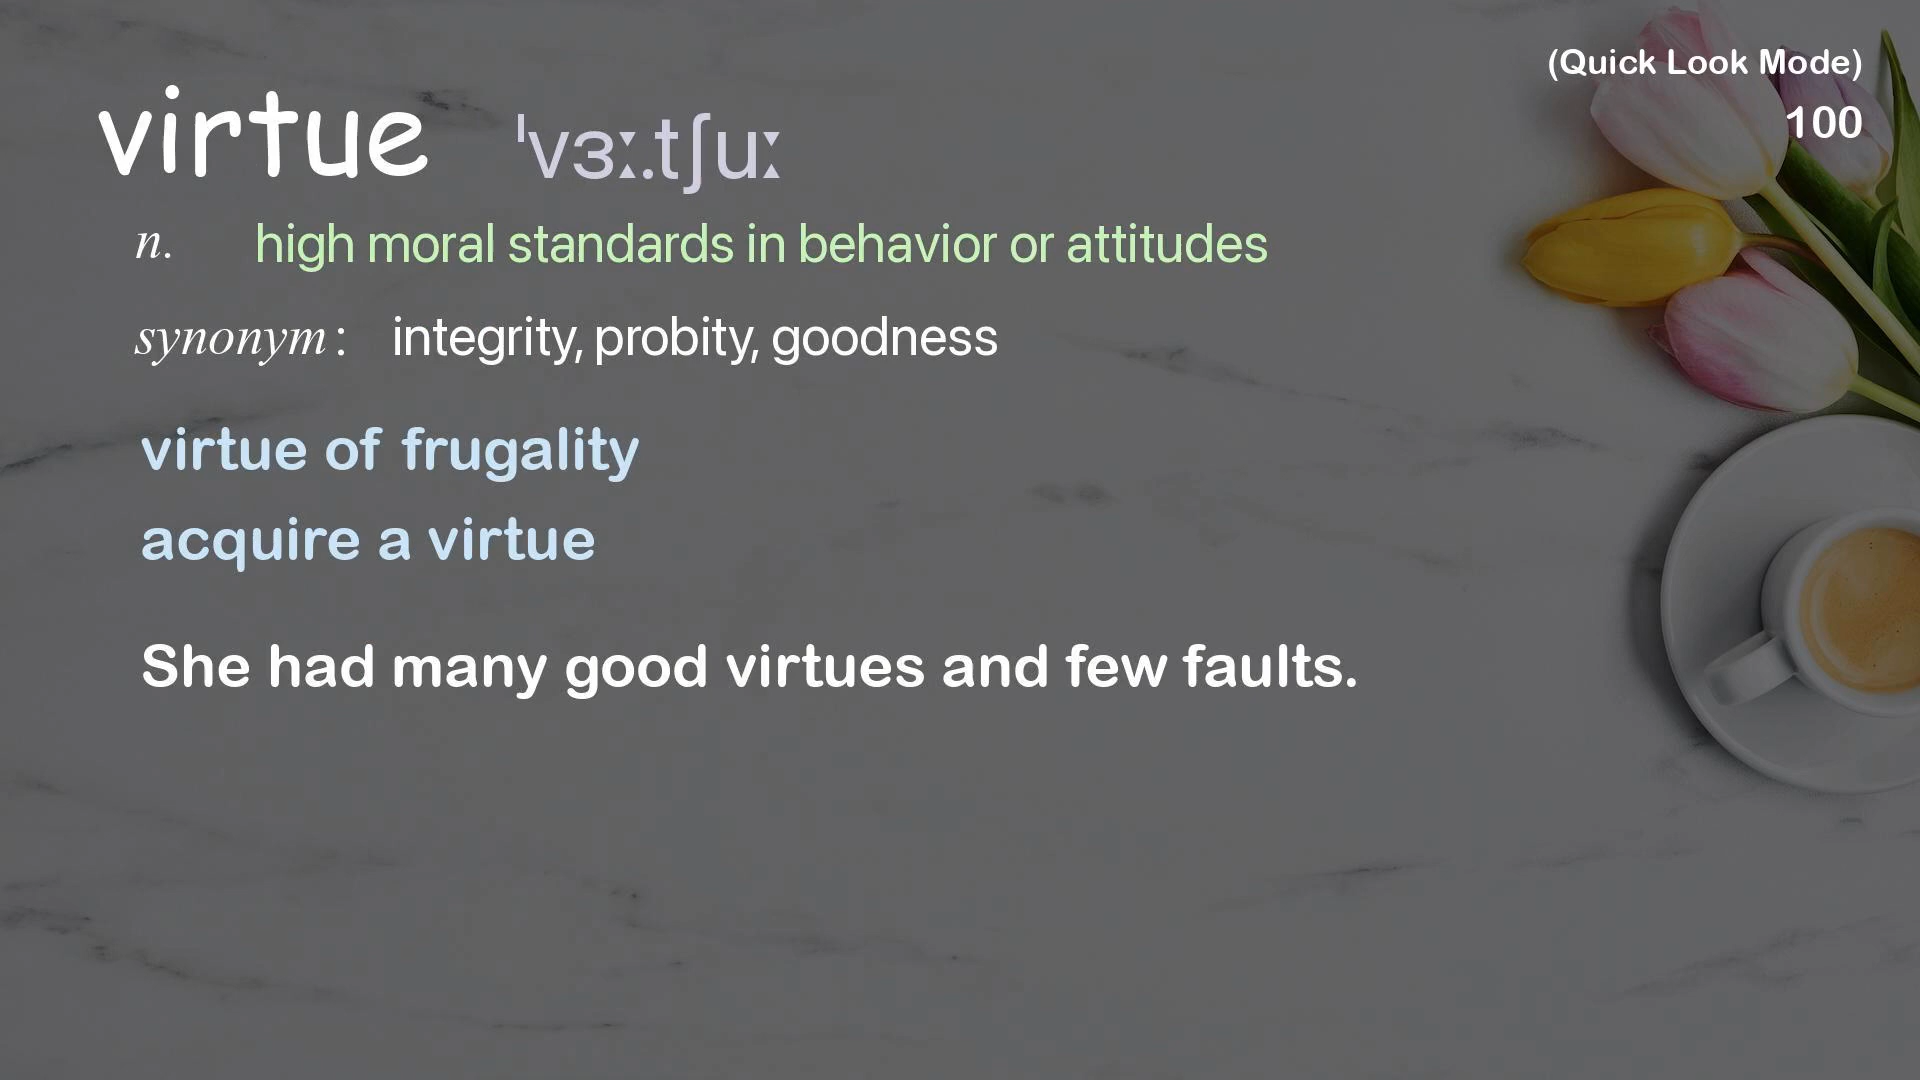 (Quick Look Mode)
100
virtue ˈvɜː.tʃuː
n. high moral standards in behavior or attitudes
synonym: integrity, probity, goodness
virtue of frugality
acquire a virtue
She had many good virtues and few faults.